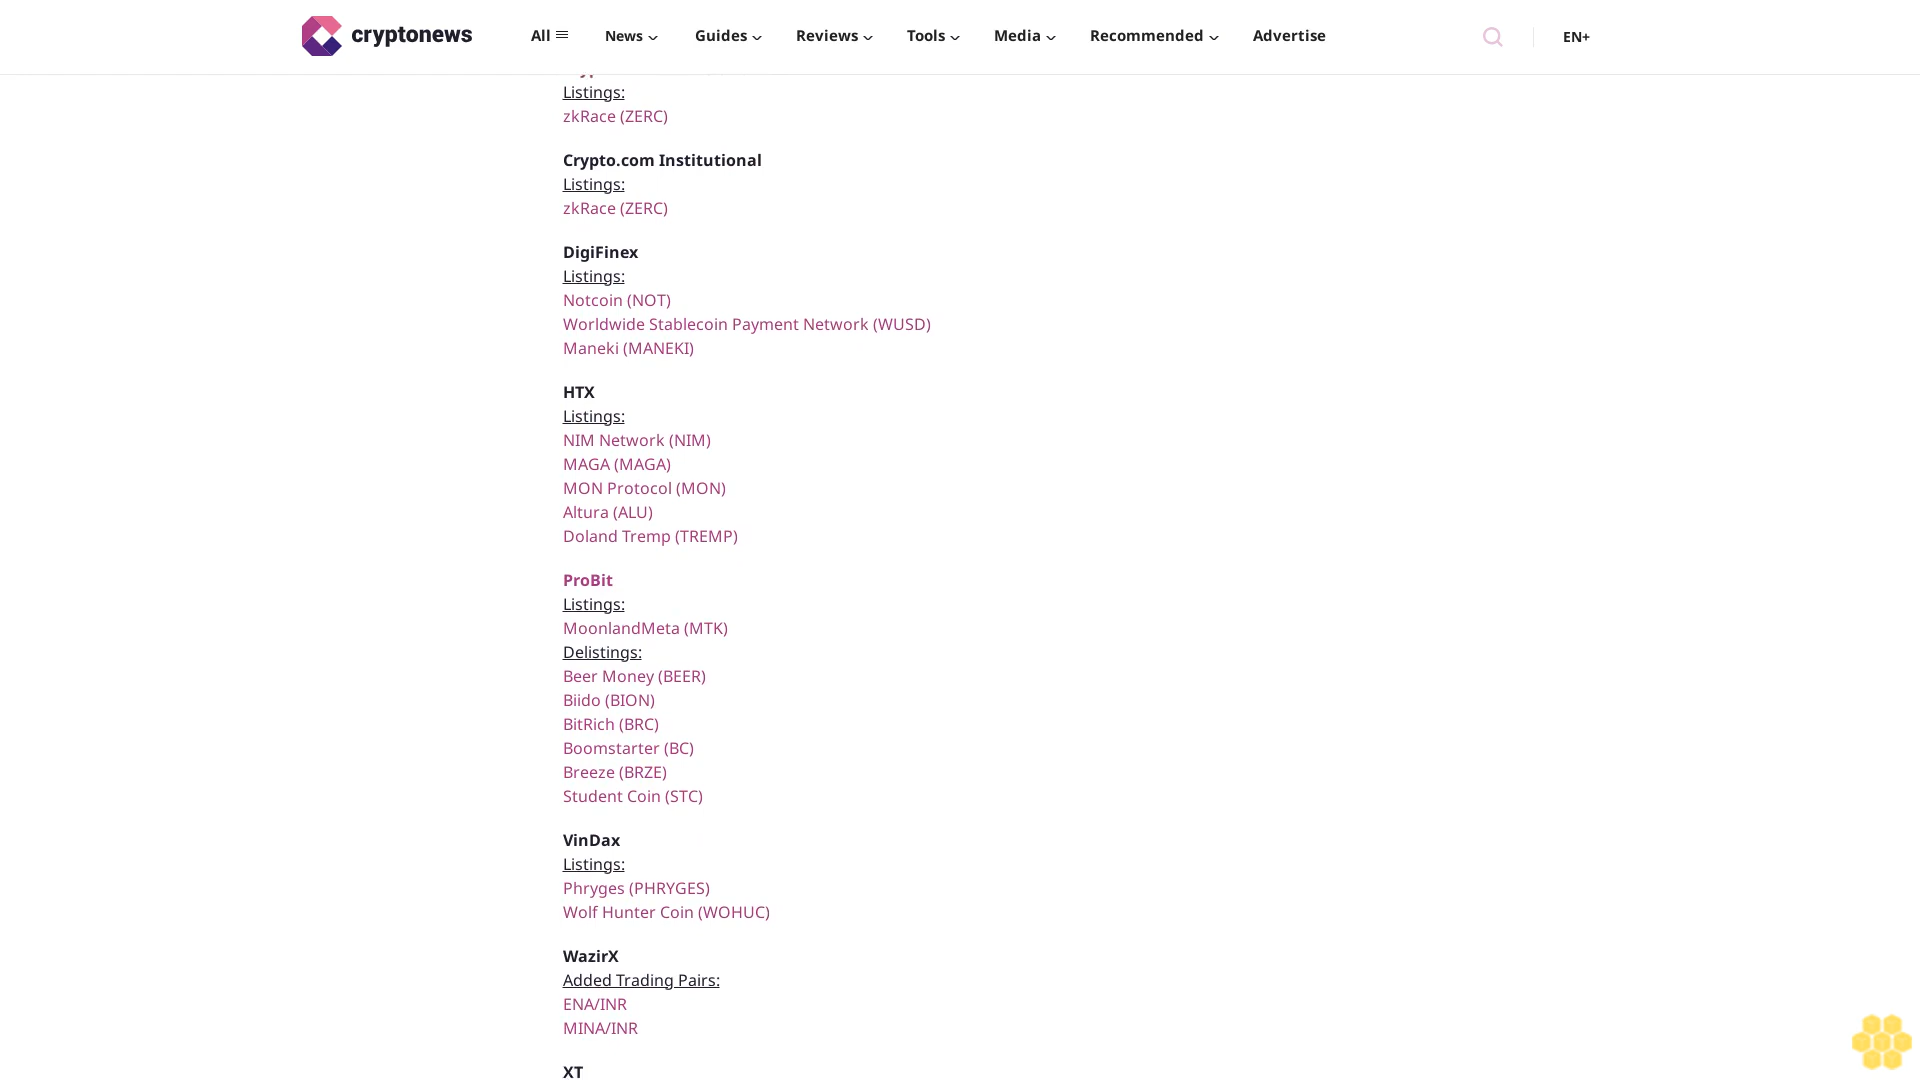 cryptonews
All
News
Guides
Reviews
Tools
Media
Recommended
Advertise
EN+
Listings:
zkRace (ZERC)
Crypto.com Institutional
Listings:
zkRace (ZERC)
DigiFinex
Listings:
Notcoin (NOT)
Worldwide Stablecoin Payment Network (WUSD)
Maneki (MANEKI)
HTX
Listings:
NIM Network (NIM)
MAGA (MAGA)
MON Protocol (MON)
Altura (ALU)
Doland Tremp (TREMP)
ProBit
Listings:
MoonlandMeta (MTK)
Delistings:
Beer Money (BEER)
Biido (BION)
BitRich (BRC)
Boomstarter (BC)
Breeze (BRZE)
Student Coin (STC)
VinDax
Listings:
Phryges (PHRYGES)
Wolf Hunter Coin (WOHUC)
WazirX
Added Trading Pairs:
ENA/INR
MINA/INR
XT